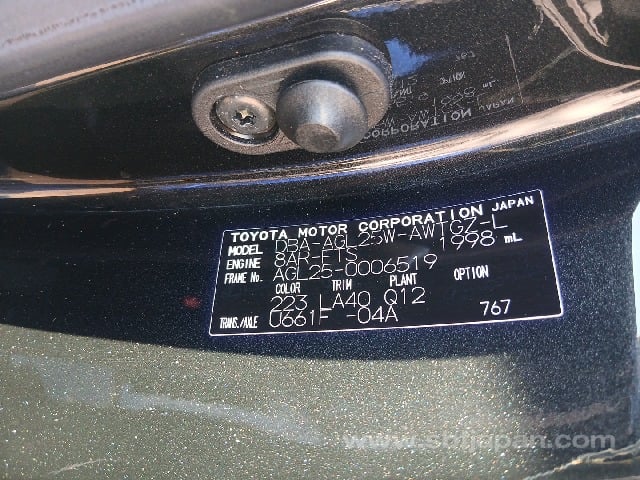 TOYOTA MOTOR CORPORATION JAPAN
MODEL DBA-AGL25W-AWTGZ-L
ENGINE 8AR-FTS 1998 mL
FRAME No. AGL25-0006519
COLOR TRIM PLANT OPTION
223 LA40 Q12
TRANS./AXLE U661F -04A 767
www.sbtjapan.com